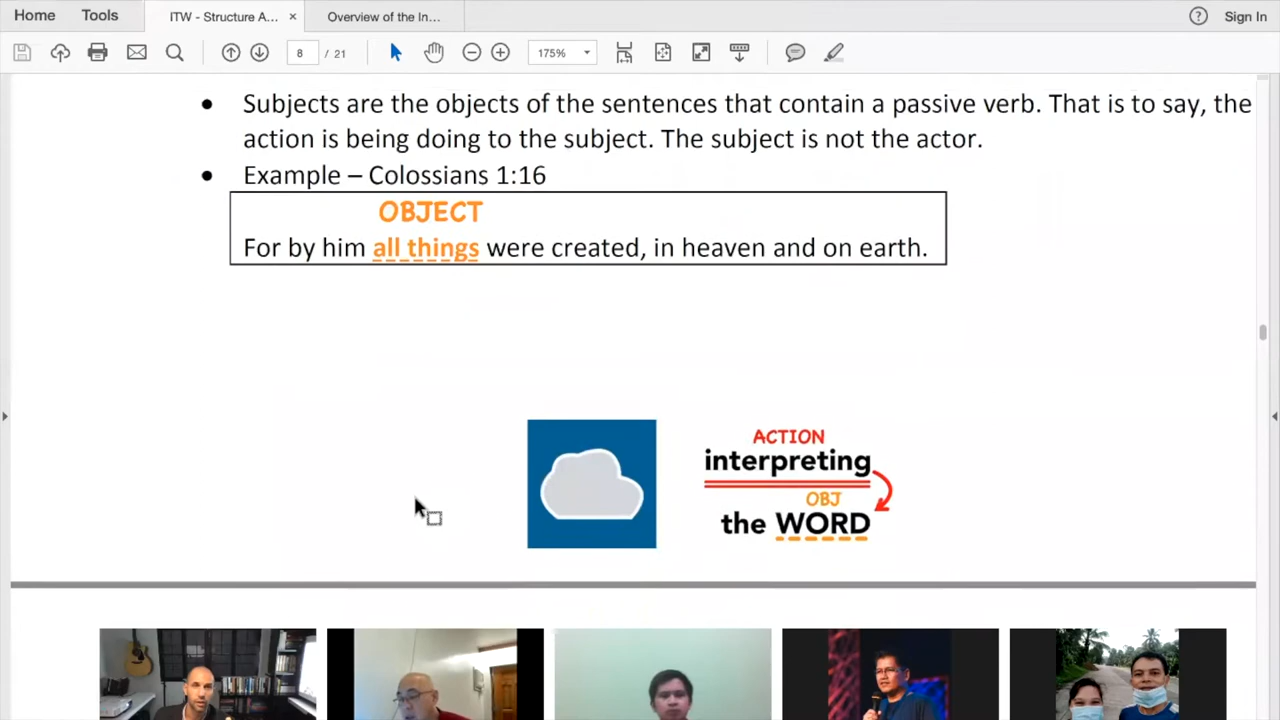 Home Tools ITW - Structure A... × Overview of the In... ? Sign In
8 / 21 175%
• Subjects are the objects of the sentences that contain a passive verb. That is to say, the
action is being doing to the subject. The subject is not the actor.
• Example – Colossians 1:16
OBJECT
For by him all things were created, in heaven and on earth.
ACTION
interpreting
OBJ
the WORD